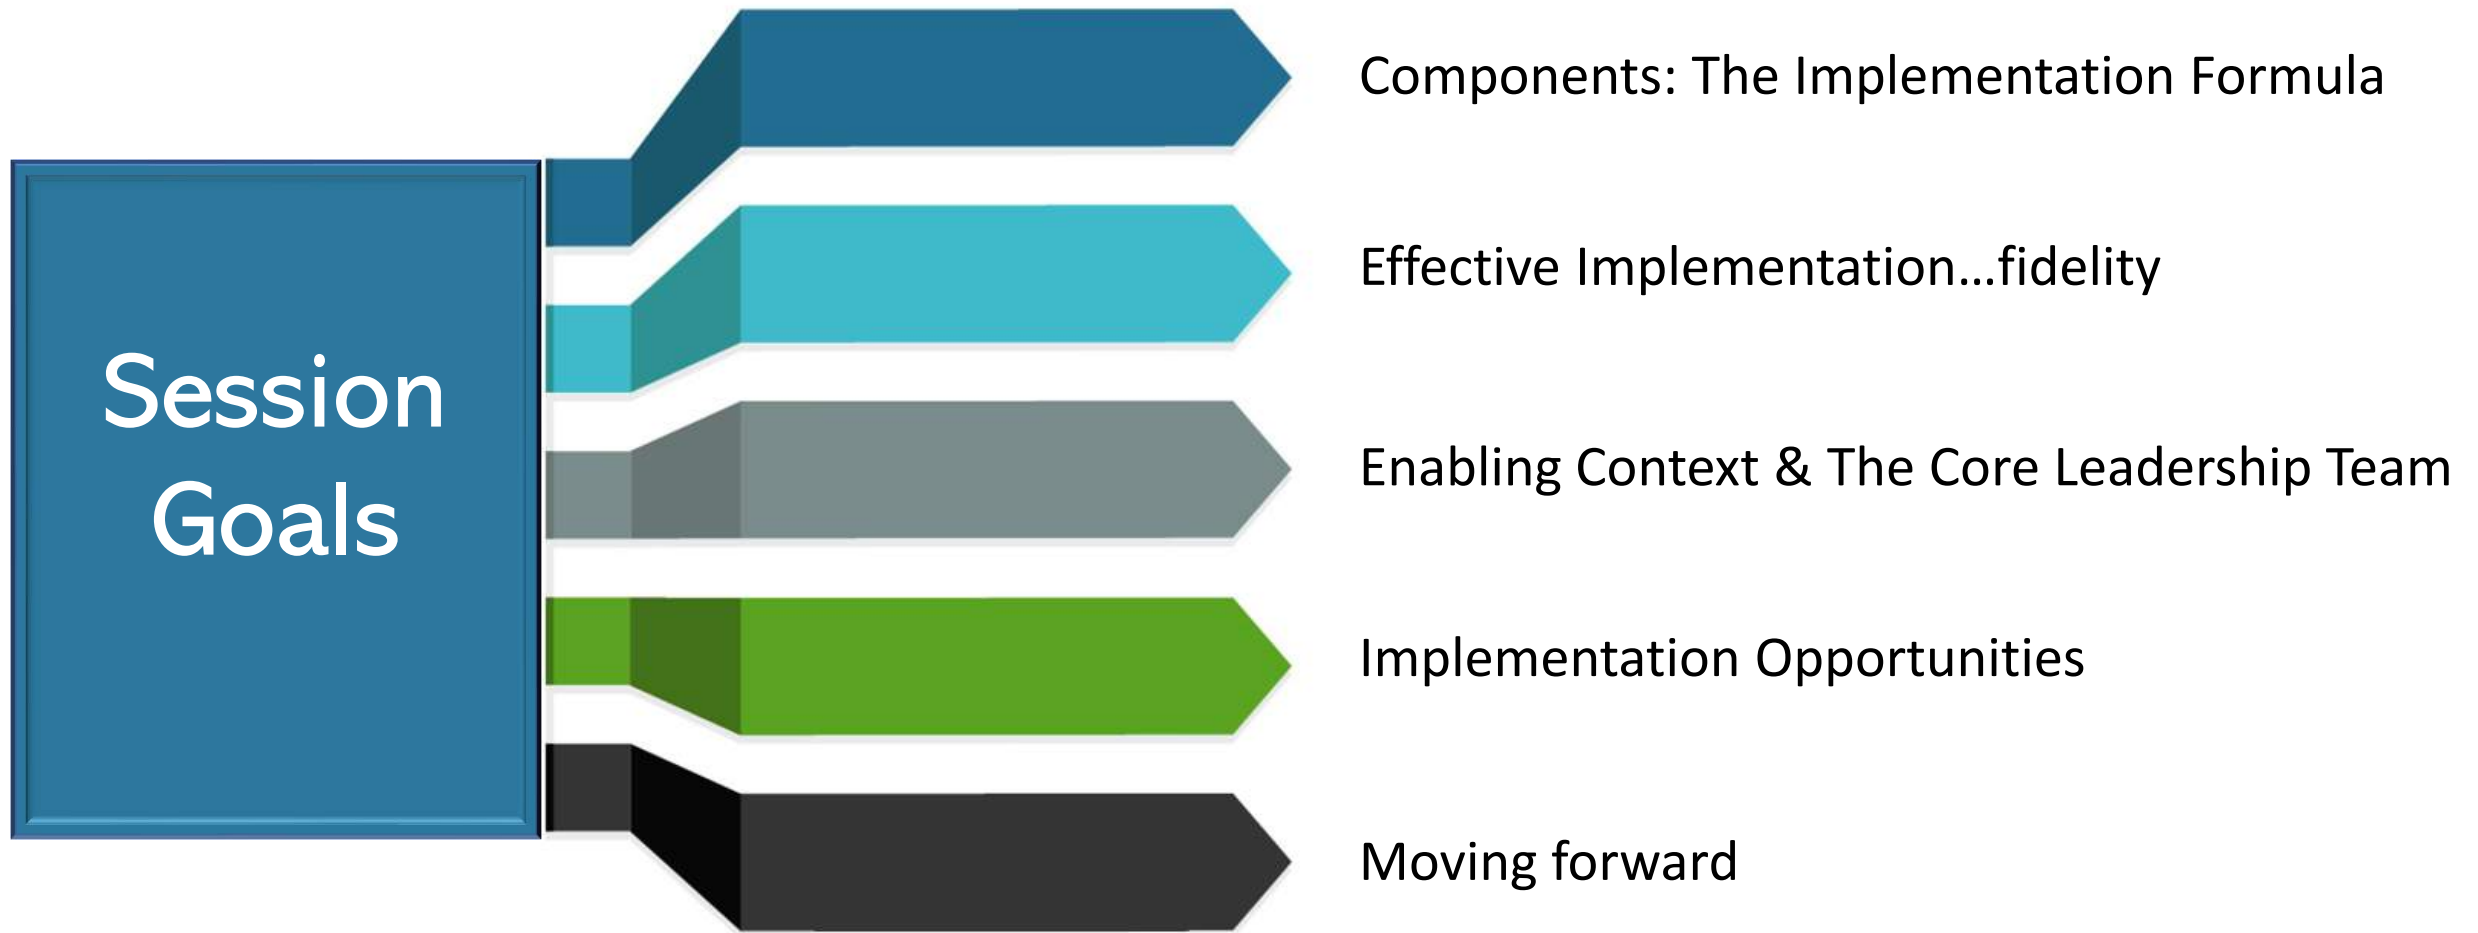 Session
Goals
Components: The Implementation Formula
Effective Implementation...fidelity
Enabling Context & The Core Leadership Team
Implementation Opportunities
Moving forward